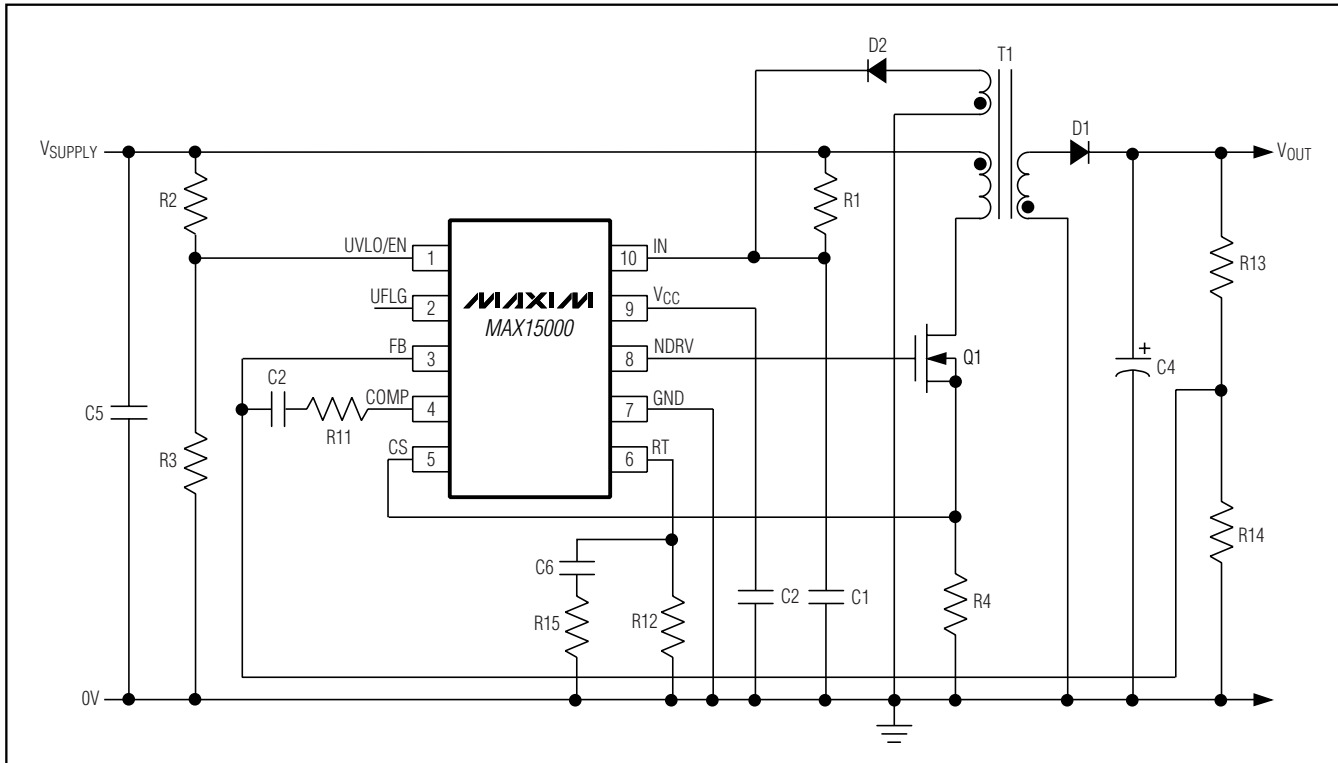 D2
T1
D1
VSUPPLY
VOUT
R2
R1
UVLO/EN
1
10
IN
R13
UFLG
2
MAXIM
MAX15000
9
VCC
FB
3
8
NDRV
Q1
C4
+
C5
C2
R11
COMP
4
7
GND
R3
CS
5
6
RT
R14
C6
R15
R12
C2
C1
R4
0V